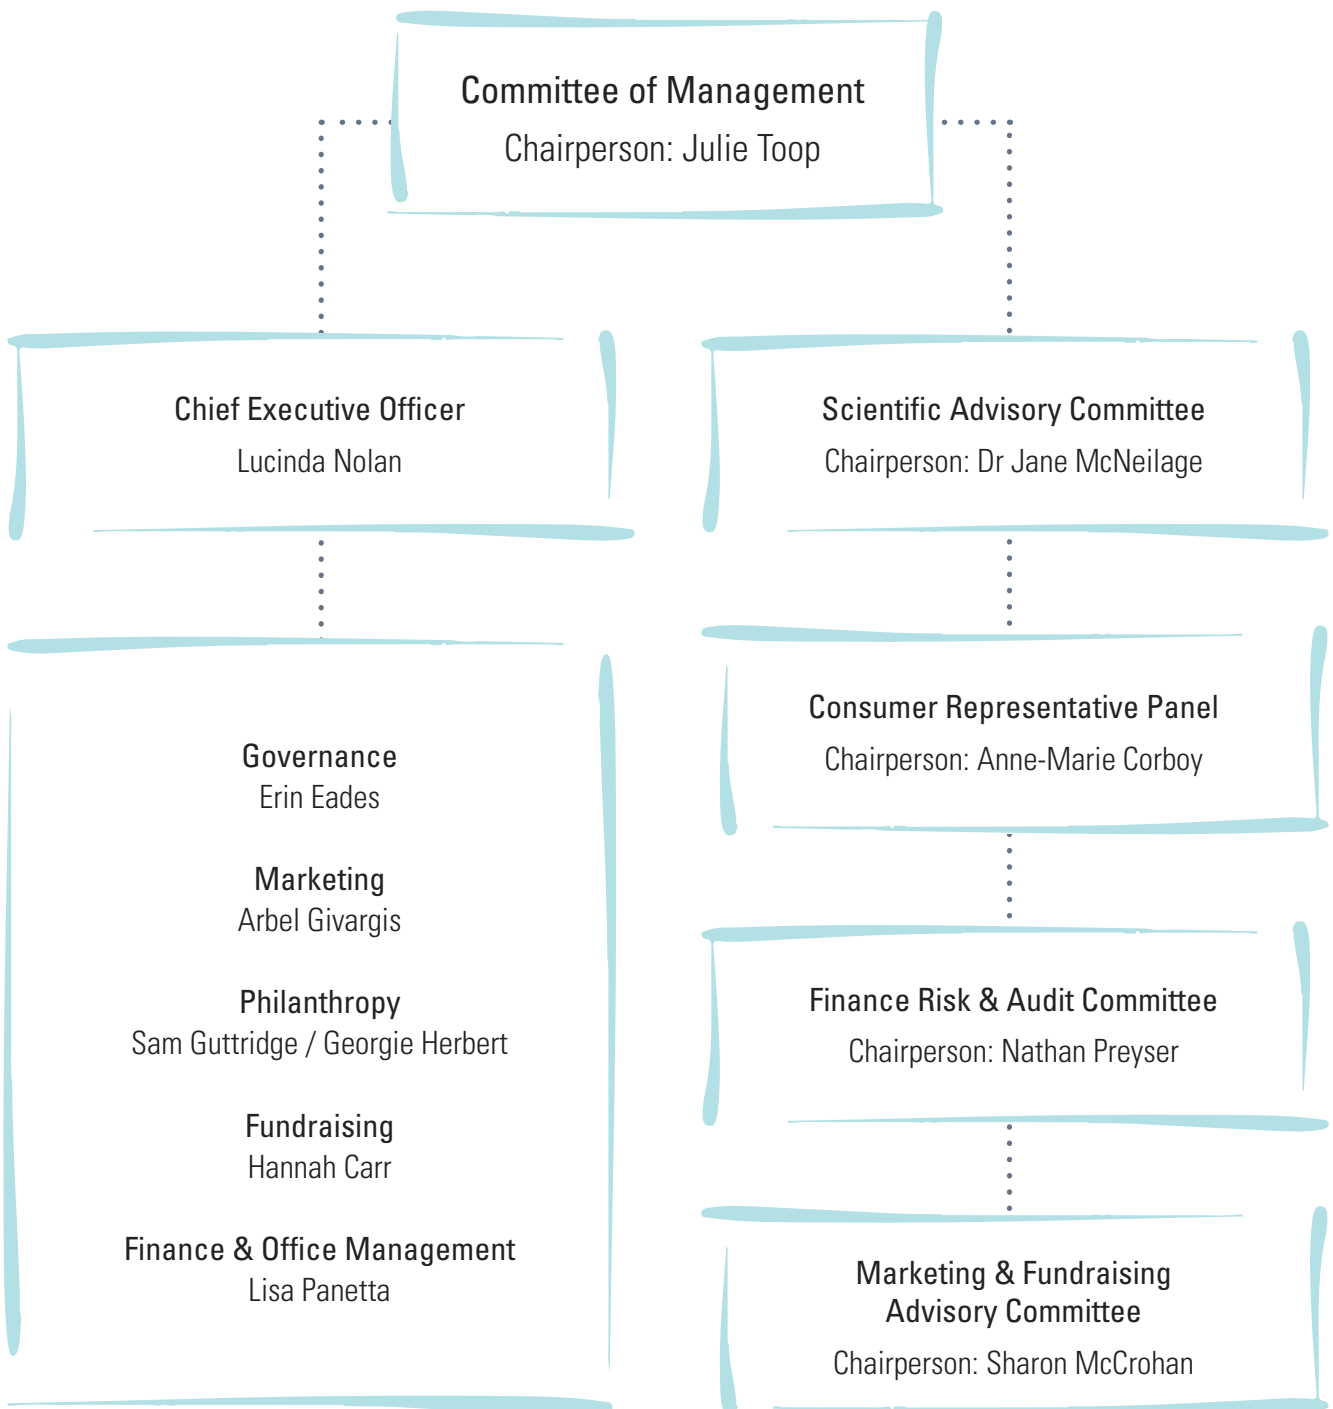 Committee of Management
Chairperson: Julie Toop
Chief Executive Officer
Lucinda Nolan
Governance
Erin Eades
Marketing
Arbel Givargis
Philanthropy
Sam Guttridge / Georgie Herbert
Fundraising
Hannah Carr
Finance & Office Management
Lisa Panetta
Scientific Advisory Committee
Chairperson: Dr Jane McNeilage
Consumer Representative Panel
Chairperson: Anne-Marie Corboy
Finance Risk & Audit Committee
Chairperson: Nathan Preyser
Marketing & Fundraising
Advisory Committee
Chairperson: Sharon McCrohan